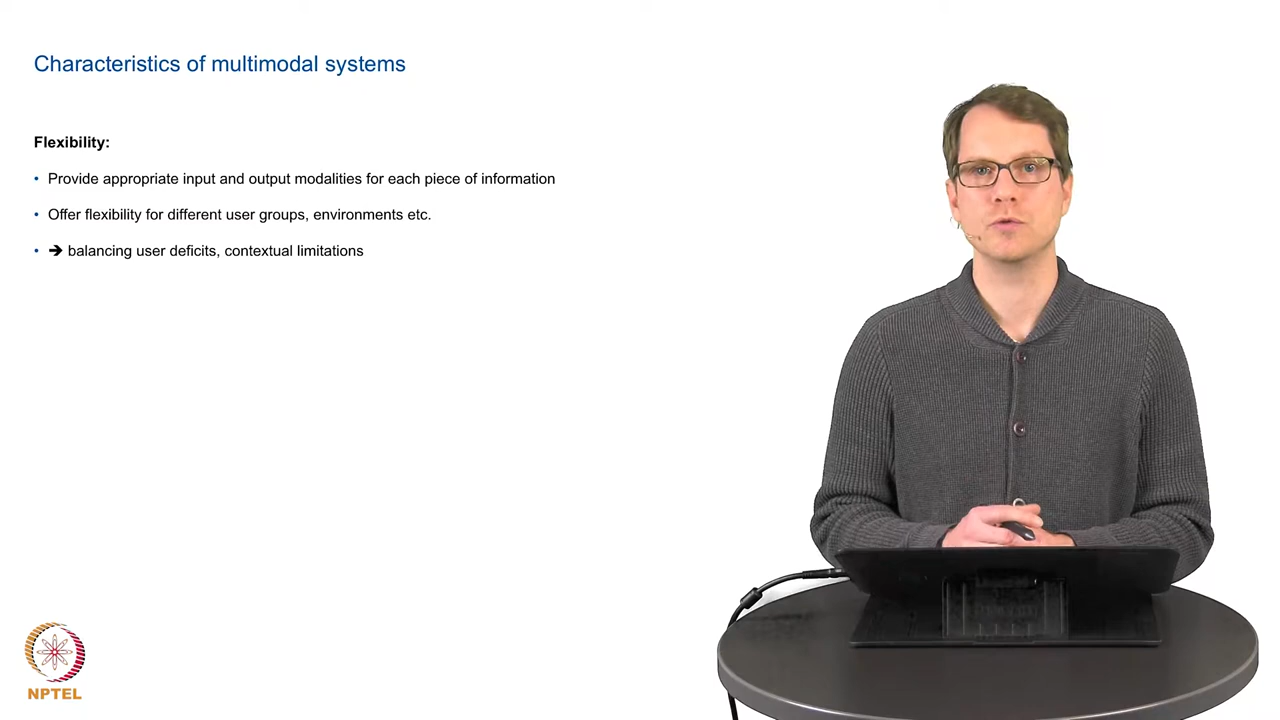 Characteristics of multimodal systems
Flexibility:
• Provide appropriate input and output modalities for each piece of information
• Offer flexibility for different user groups, environments etc.
• ➔ balancing user deficits, contextual limitations
NPTEL